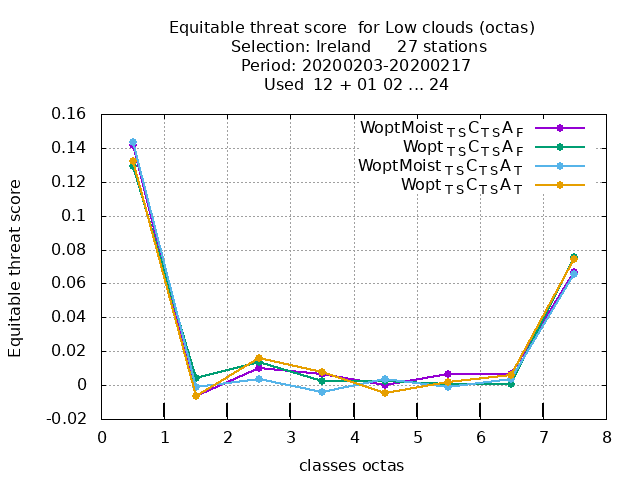 Equitable threat score  for Low clouds (octas)
Selection: Ireland     27 stations
Period: 20200203-20200217
Used  12 + 01 02 ... 24
WoptMoist TS C TS A F
Wopt TS C TS A F
WoptMoist TS C TS A T
Wopt TS C TS A T
0.16
0.14
0.12
0.1
0.08
0.06
0.04
0.02
0
-0.02
Equitable threat score
0 1 2 3 4 5 6 7 8
classes octas